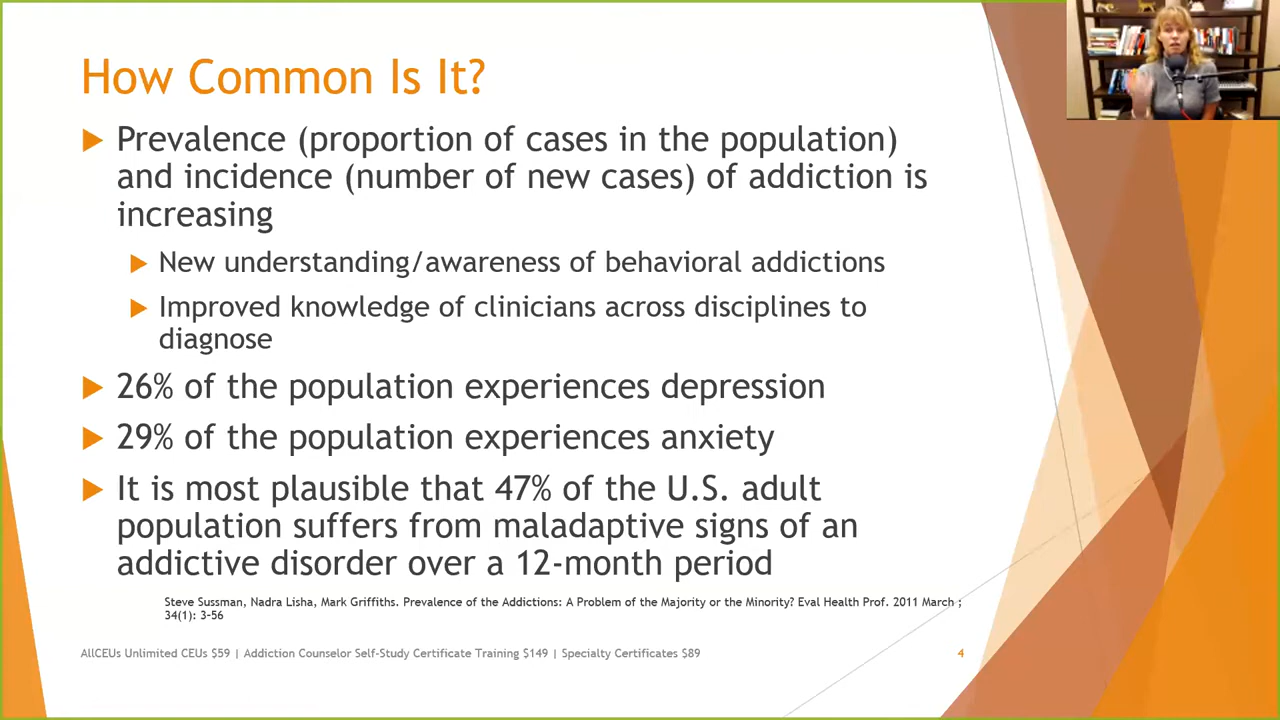 How Common Is It?
Prevalence (proportion of cases in the population)
and incidence (number of new cases) of addiction is
increasing
New understanding/awareness of behavioral addictions
Improved knowledge of clinicians across disciplines to
diagnose
26% of the population experiences depression
29% of the population experiences anxiety
It is most plausible that 47% of the U.S. adult
population suffers from maladaptive signs of an
addictive disorder over a 12-month period
Steve Sussman, Nadra Lisha, Mark Griffiths. Prevalence of the Addictions: A Problem of the Majority or the Minority? Eval Health Prof. 2011 March ;
34(1): 3–56
AllCEUs Unlimited CEUs $59 | Addiction Counselor Self-Study Certificate Training $149 | Specialty Certificates $89
4